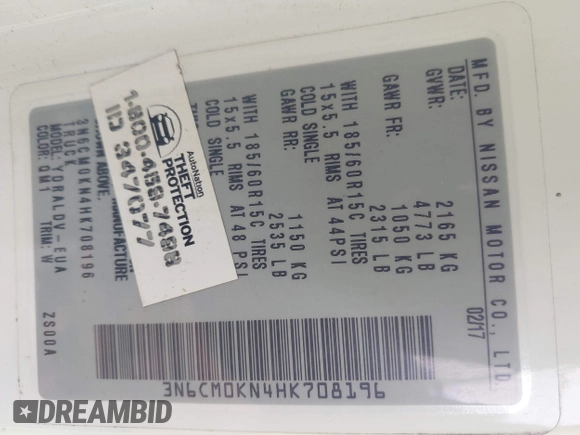 MFD. BY NISSAN MOTOR CO., LTD.
DATE: 02/17
GVWR: 2165 KG
4773 LB
GAWR FR: 1050 KG
2315 LB
WITH 185/60R15C TIRES
15x5.5 RIMS AT 44PSI
COLD SINGLE
GAWR RR: 1150 KG
2535 LB
WITH 185/60R15C TIRES
15x5.5 RIMS AT 48 PSI
COLD SINGLE
AutoNation
THEFT
PROTECTION
1-800-458-7488
ID 347077
SHOWN ABOVE.
MANUFACTURE
3N6CM0KN4HK708196
TRUCK
COLOR: QM1 TRIM: W
ZS00A
3N6CM0KN4HK708196
DREAMBID